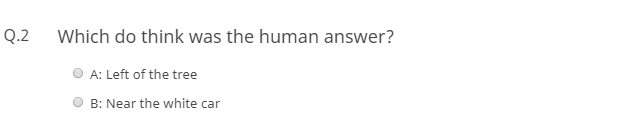 Q.2 Which do think was the human answer?
A: Left of the tree
B: Near the white car